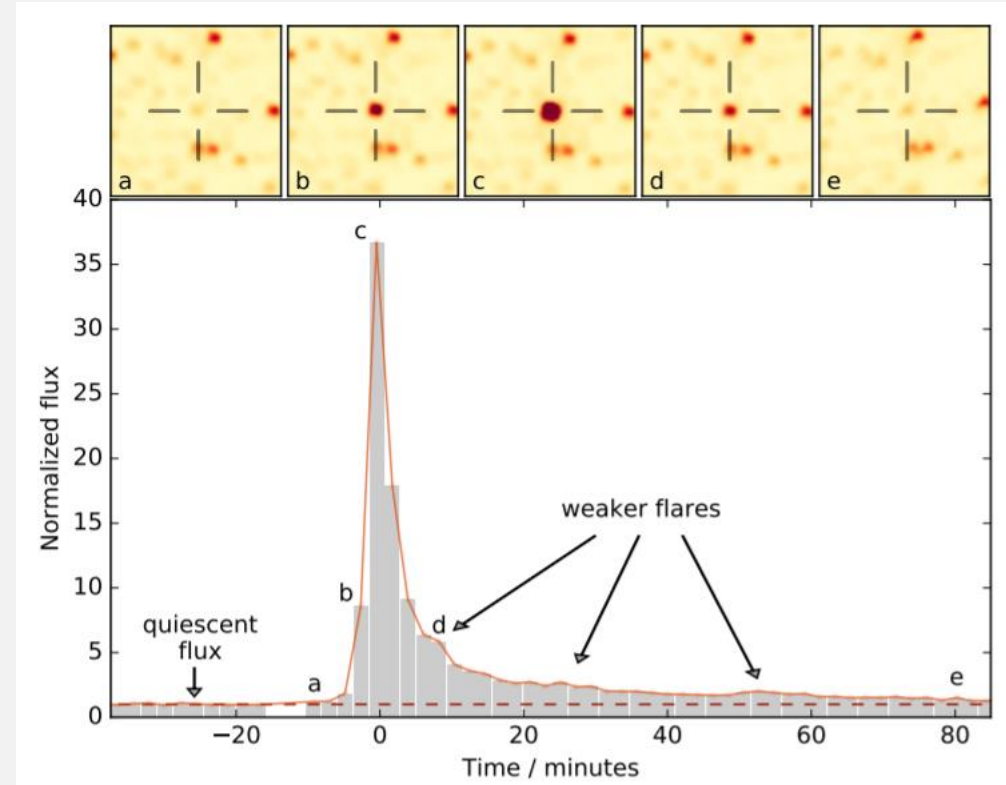 a
b
c
d
e
40
35
30
25
20
15
10
5
0
Normalized flux
c
b
a
d
e
quiescent
flux
weaker flares
−20
0
20
40
60
80
Time / minutes